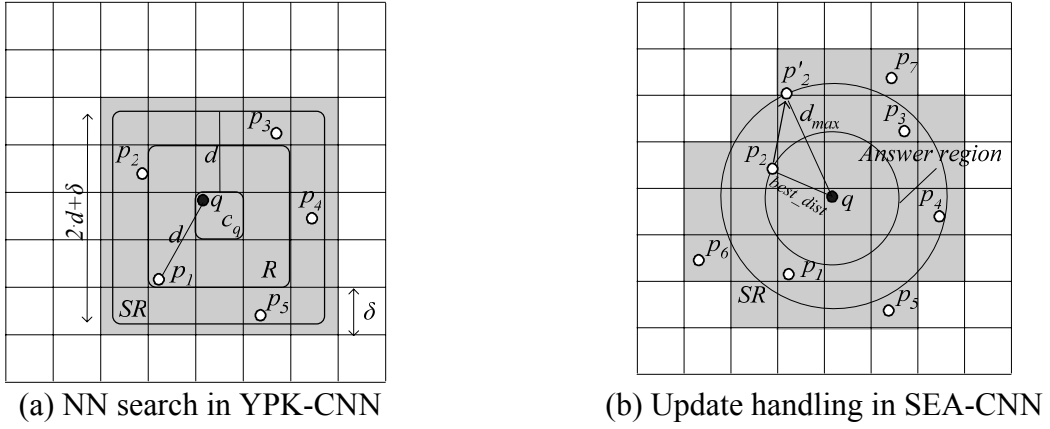 p3
p2
d
q
p4
cq
2·d+δ
d
p1
R
SR
p5
δ
(a) NN search in YPK-CNN
p'2
p7
dmax
p3
p2
Answer region
best_dist
q
p4
p6
p1
SR
p5
(b) Update handling in SEA-CNN